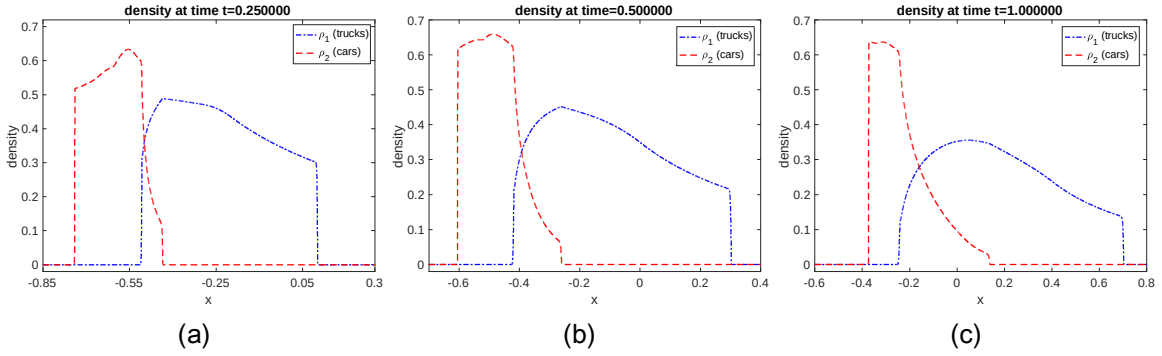 density at time t=0.250000
ρ₁ (trucks)
ρ₂ (cars)
0.7
0.6
0.5
0.4
0.3
0.2
0.1
0
density
-0.85
-0.55
-0.25
0.05
0.3
x
(a)
density at time=0.500000
ρ₁ (trucks)
ρ₂ (cars)
0.7
0.6
0.5
0.4
0.3
0.2
0.1
0
density
-0.6
-0.4
-0.2
0
0.2
0.4
x
(b)
density at time t=1.000000
ρ₁ (trucks)
ρ₂ (cars)
0.7
0.6
0.5
0.4
0.3
0.2
0.1
0
density
-0.6
-0.4
-0.2
0
0.2
0.4
0.6
0.8
x
(c)